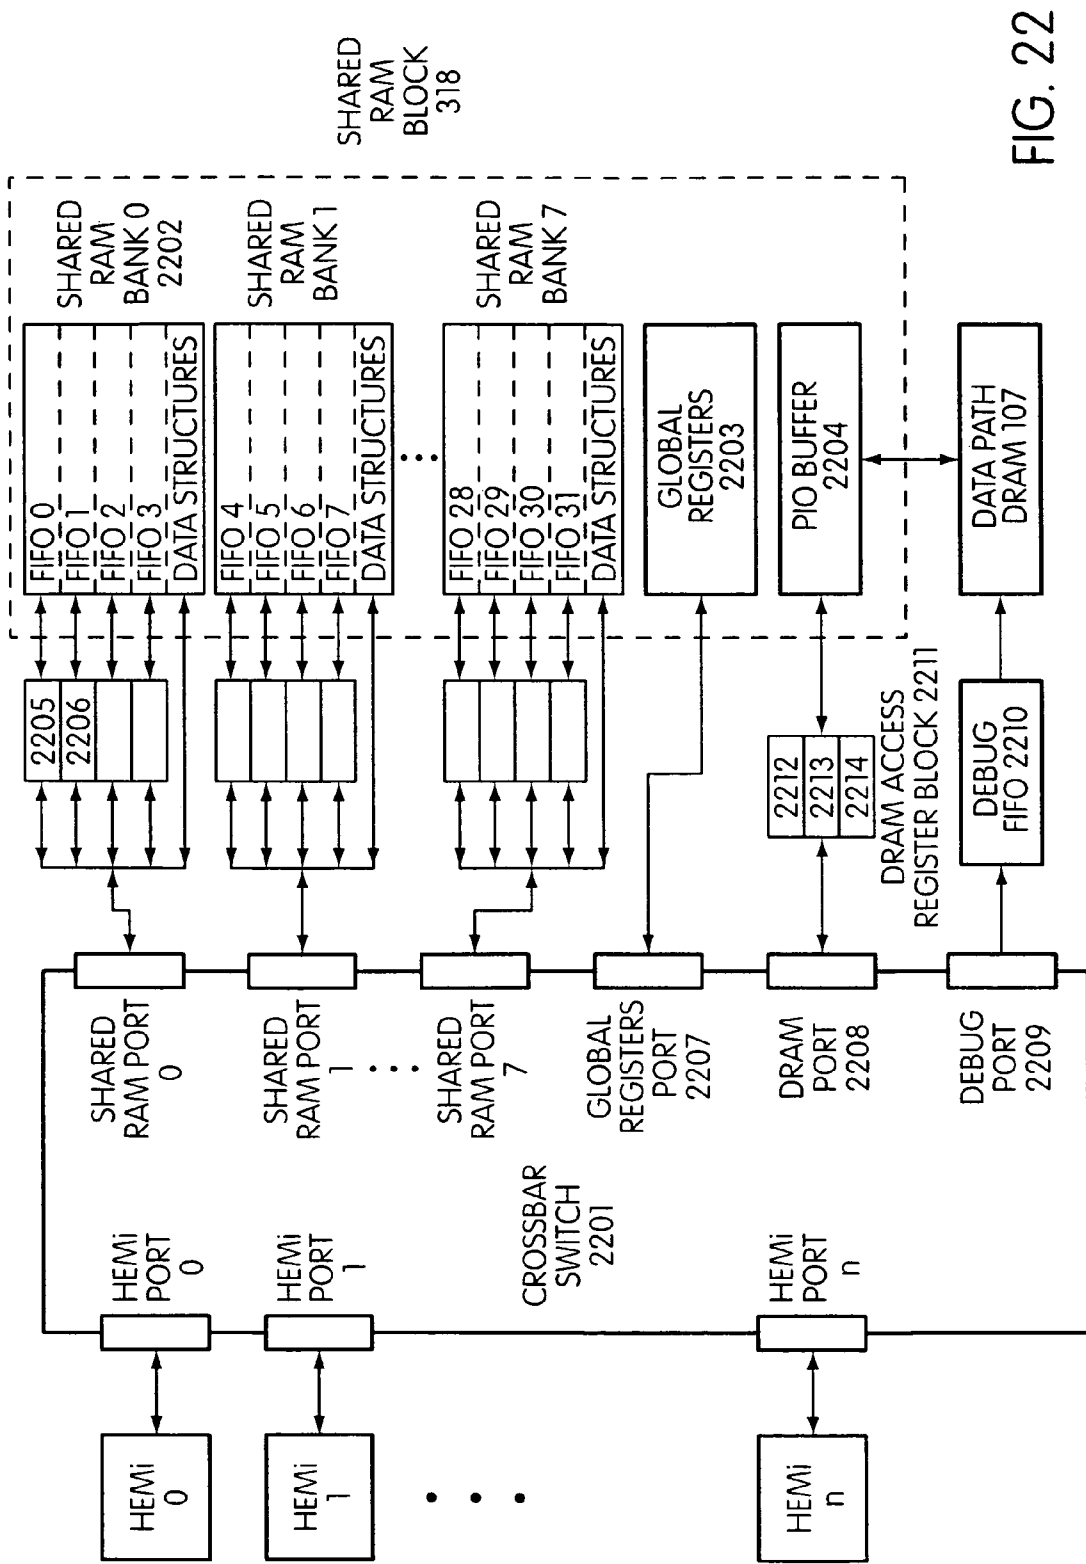 SHARED
RAM
BLOCK
318
SHARED
RAM
BANK 0
2202
SHARED
RAM
BANK 1
SHARED
RAM
BANK 7
FIFO 0
FIFO 1
FIFO 2
FIFO 3
DATA STRUCTURES
FIFO 4
FIFO 5
FIFO 6
FIFO 7
DATA STRUCTURES
FIFO 28
FIFO 29
FIFO 30
FIFO 31
DATA STRUCTURES
GLOBAL
REGISTERS
2203
PIO BUFFER
2204
DATA PATH
DRAM 107
2205
2206
2212
2213
2214
DRAM ACCESS
REGISTER BLOCK 2211
DEBUG
FIFO 2210
SHARED
RAM PORT
0
SHARED
RAM PORT
1
SHARED
RAM PORT
7
GLOBAL
REGISTERS
PORT
2207
DRAM
PORT
2208
DEBUG
PORT
2209
CROSSBAR
SWITCH
2201
HEMi
PORT
0
HEMi
PORT
1
HEMi
PORT
n
HEMi
0
HEMi
1
HEMi
n
FIG. 22